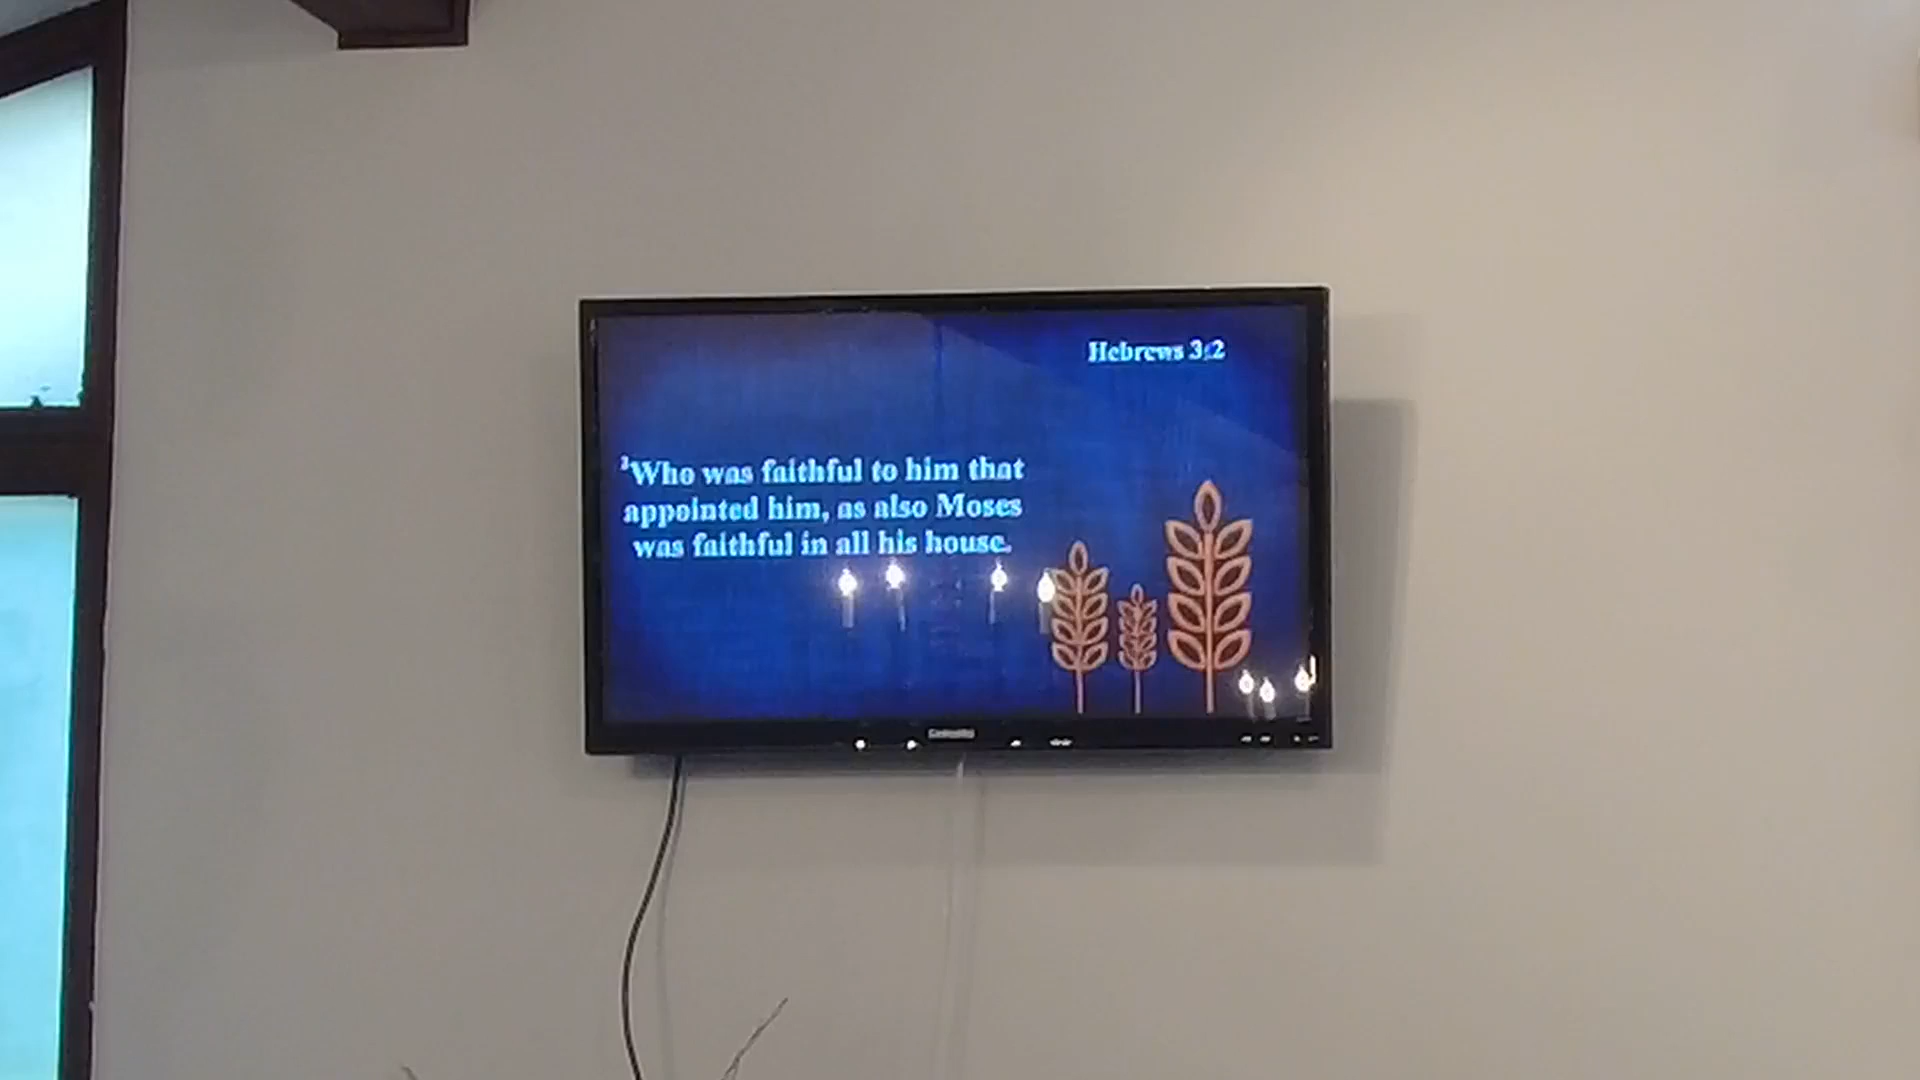 Hebrews 3:2
²Who was faithful to him that
appointed him, as also Moses
was faithful in all his house.